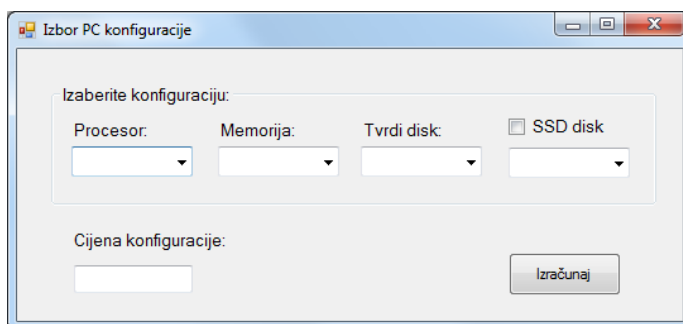 Izbor PC konfiguracije
Izaberite konfiguraciju:
Procesor: Memorija: Tvrdi disk: SSD disk
Cijena konfiguracije:
Izračunaj